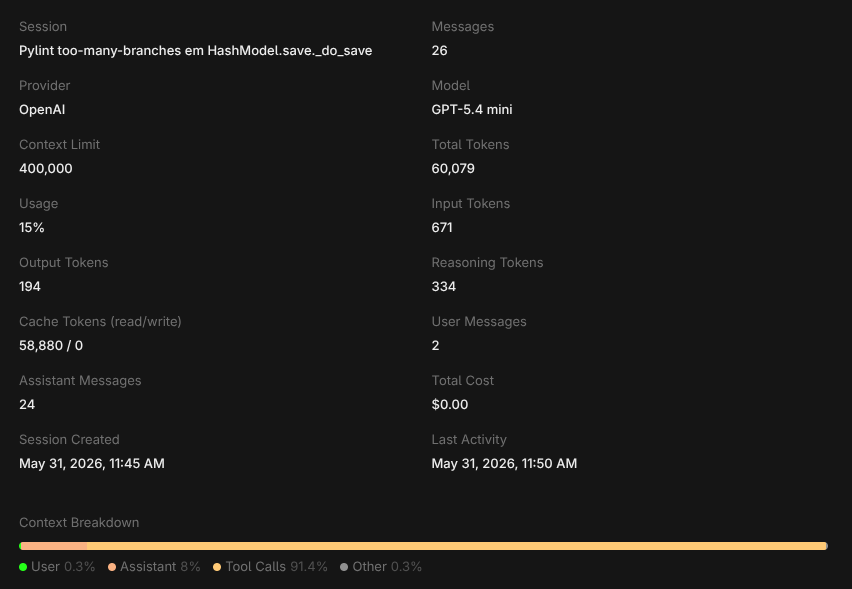 Session
Messages
Pylint too-many-branches em HashModel.save._do_save
26
Provider
Model
OpenAI
GPT-5.4 mini
Context Limit
Total Tokens
400,000
60,079
Usage
Input Tokens
15%
671
Output Tokens
Reasoning Tokens
194
334
Cache Tokens (read/write)
User Messages
58,880 / 0
2
Assistant Messages
Total Cost
24
$0.00
Session Created
Last Activity
May 31, 2026, 11:45 AM
May 31, 2026, 11:50 AM
Context Breakdown
User 0.3% Assistant 8% Tool Calls 91.4% Other 0.3%